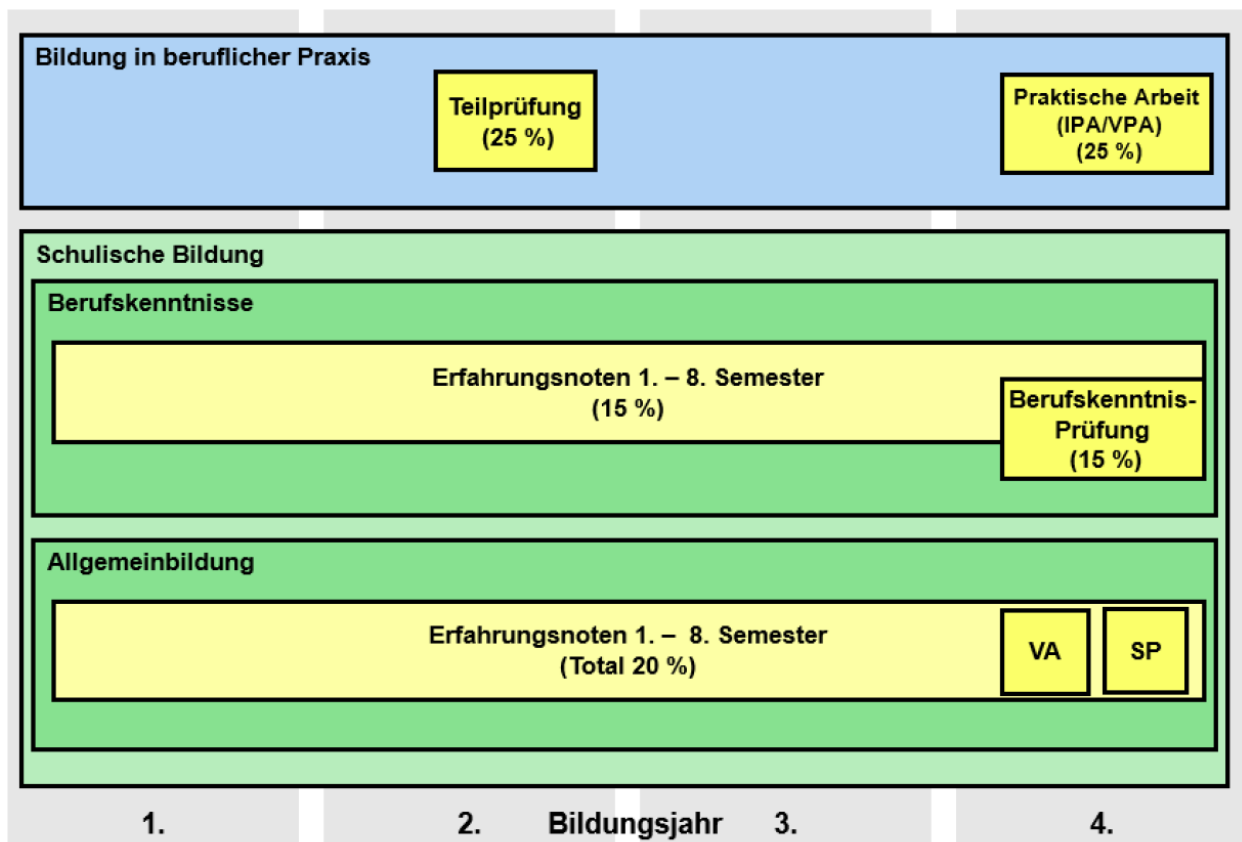 Bildung in beruflicher Praxis
Teilprüfung
(25 %)
Praktische Arbeit
(IPA/VPA)
(25 %)
Schulische Bildung
Berufskenntnisse
Erfahrungsnoten 1. – 8. Semester
(15 %)
Berufskenntnis-
Prüfung
(15 %)
Allgemeinbildung
Erfahrungsnoten 1. –  8. Semester
(Total 20 %)
VA
SP
1. 2. Bildungsjahr 3. 4.